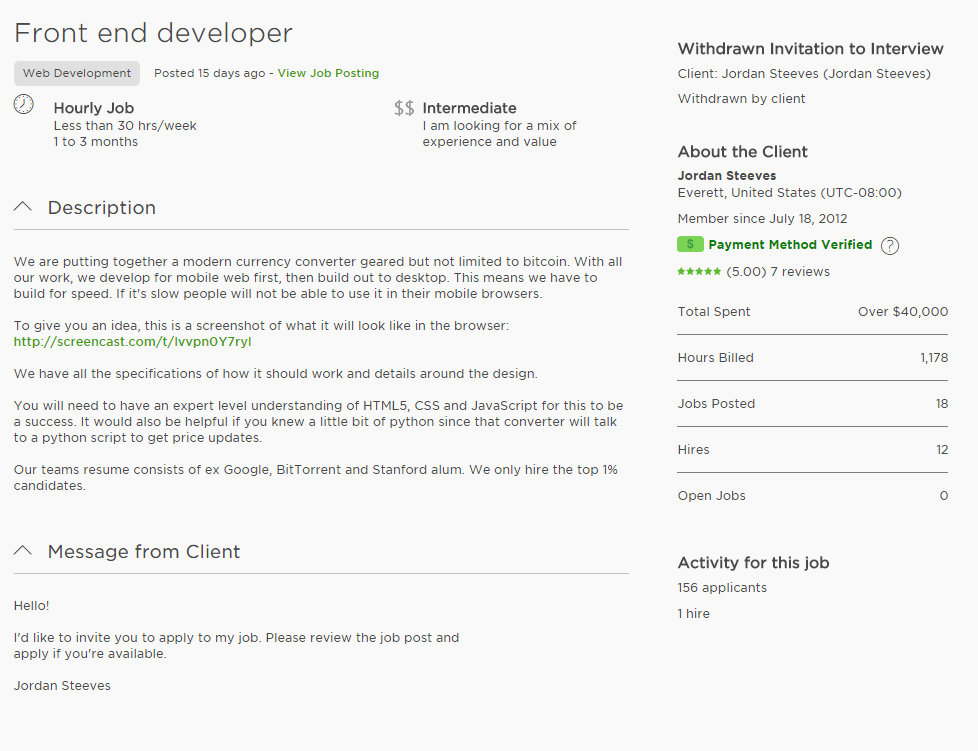 Front end developer
Web Development
Posted 15 days ago - View Job Posting
Hourly Job
Less than 30 hrs/week
1 to 3 months
$$ Intermediate
I am looking for a mix of
experience and value
Description
We are putting together a modern currency converter geared but not limited to bitcoin. With all
our work, we develop for mobile web first, then build out to desktop. This means we have to
build for speed. If it's slow people will not be able to use it in their mobile browsers.
To give you an idea, this is a screenshot of what it will look like in the browser:
http://screencast.com/t/lvvpn0Y7ryl
We have all the specifications of how it should work and details around the design.
You will need to have an expert level understanding of HTML5, CSS and JavaScript for this to be
a success. It would also be helpful if you knew a little bit of python since that converter will talk
to a python script to get price updates.
Our teams resume consists of ex Google, BitTorrent and Stanford alum. We only hire the top 1%
candidates.
Message from Client
Hello!
I'd like to invite you to apply to my job. Please review the job post and
apply if you're available.
Jordan Steeves
Withdrawn Invitation to Interview
Client: Jordan Steeves (Jordan Steeves)
Withdrawn by client
About the Client
Jordan Steeves
Everett, United States (UTC-08:00)
Member since July 18, 2012
$ Payment Method Verified ?
★★★★★ (5.00) 7 reviews
Total Spent Over $40,000
Hours Billed 1,178
Jobs Posted 18
Hires 12
Open Jobs 0
Activity for this job
156 applicants
1 hire